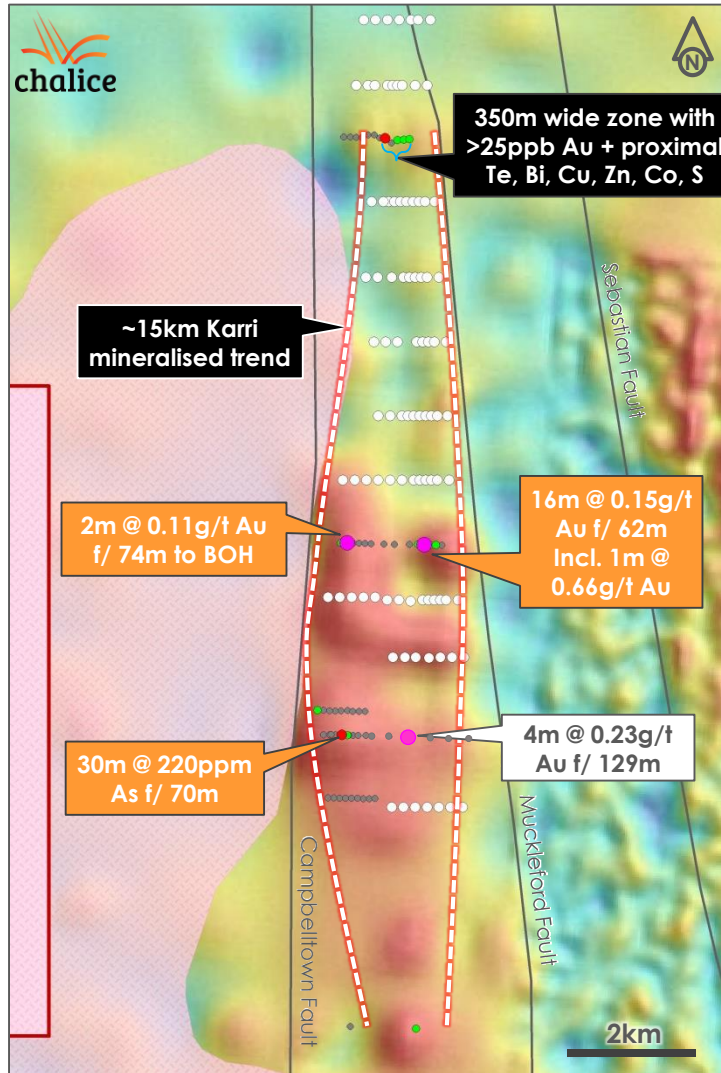 chalice
N
350m wide zone with
>25ppb Au + proximal
Te, Bi, Cu, Zn, Co, S
Sebastian Fault
~15km Karri
mineralised trend
2m @ 0.11g/t Au
f/ 74m to BOH
16m @ 0.15g/t
Au f/ 62m
Incl. 1m @
0.66g/t Au
30m @ 220ppm
As f/ 70m
4m @ 0.23g/t
Au f/ 129m
Campbelltown Fault
Muckleford Fault
2km